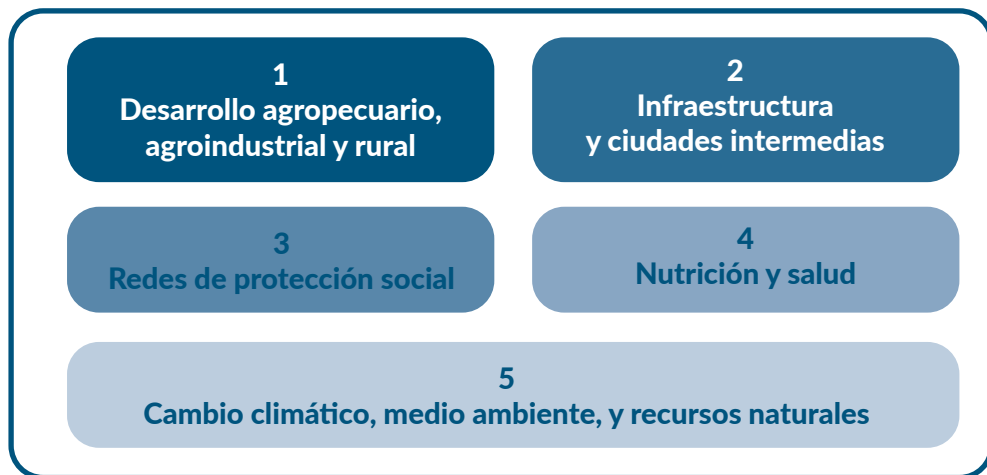 1
Desarrollo agropecuario,
agroindustrial y rural
2
Infraestructura
y ciudades intermedias
3
Redes de protección social
4
Nutrición y salud
5
Cambio climático, medio ambiente, y recursos naturales